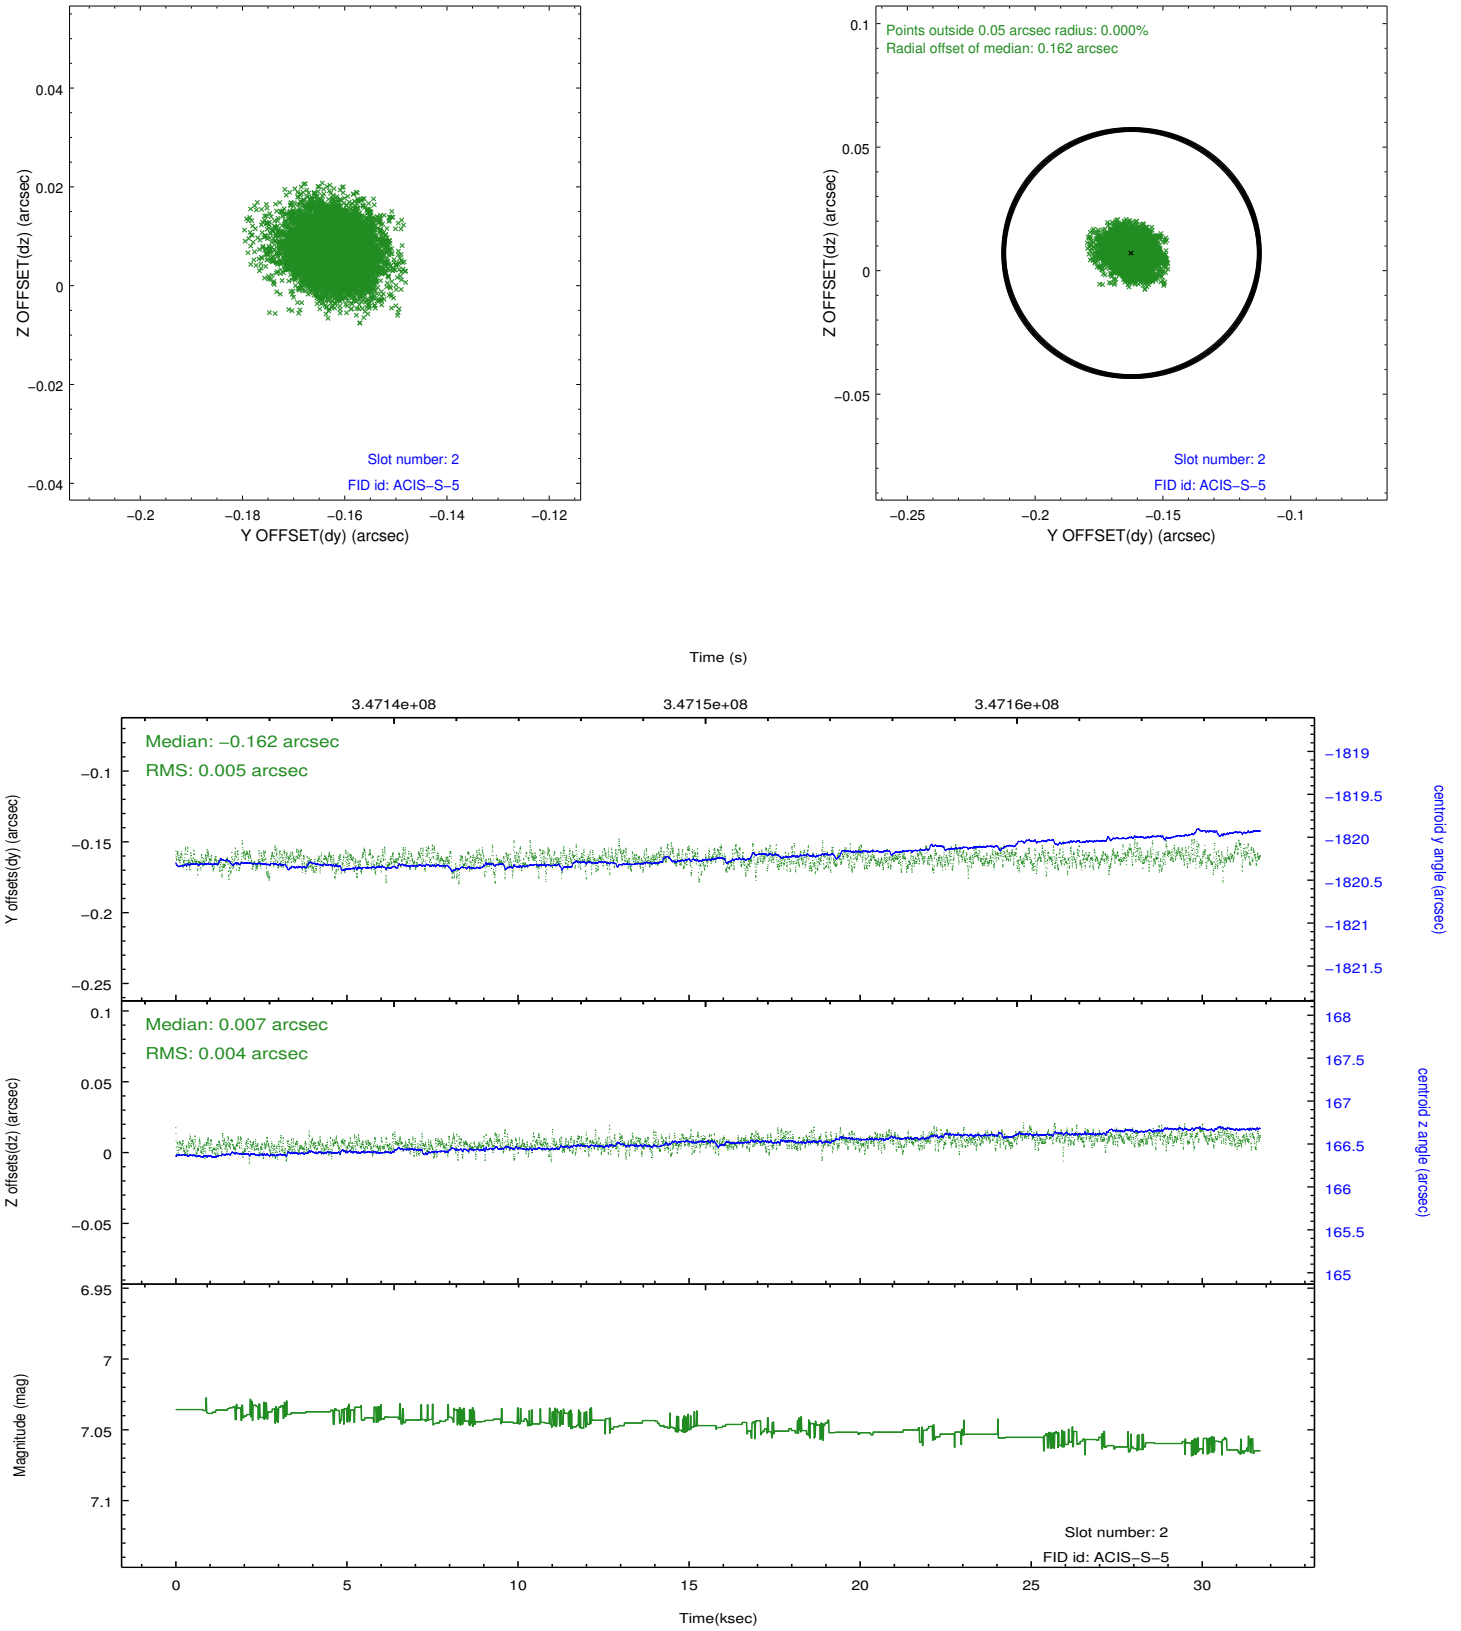 0.04
0.02
0
−0.02
−0.04
Z OFFSET(dz) (arcsec)
Slot number: 2
FID id: ACIS−S−5
−0.2
−0.18
−0.16
−0.14
−0.12
Y OFFSET(dy) (arcsec)
Points outside 0.05 arcsec radius: 0.000%
Radial offset of median: 0.162 arcsec
0.1
0.05
0
−0.05
Z OFFSET(dz) (arcsec)
Slot number: 2
FID id: ACIS−S−5
−0.25
−0.2
−0.15
−0.1
Y OFFSET(dy) (arcsec)
Time (s)
3.4714e+08
3.4715e+08
3.4716e+08
Median: −0.162 arcsec
RMS: 0.005 arcsec
−0.1
−0.15
−0.2
−0.25
Y offsets(dy) (arcsec)
−1819
−1819.5
−1820
−1820.5
−1821
−1821.5
centroid y angle (arcsec)
Median: 0.007 arcsec
RMS: 0.004 arcsec
0.1
0.05
0
−0.05
Z offsets(dz) (arcsec)
168
167.5
167
166.5
166
165.5
165
centroid z angle (arcsec)
6.95
7
7.05
7.1
Magnitude (mag)
Slot number: 2
FID id: ACIS−S−5
0
5
10
15
20
25
30
Time(ksec)